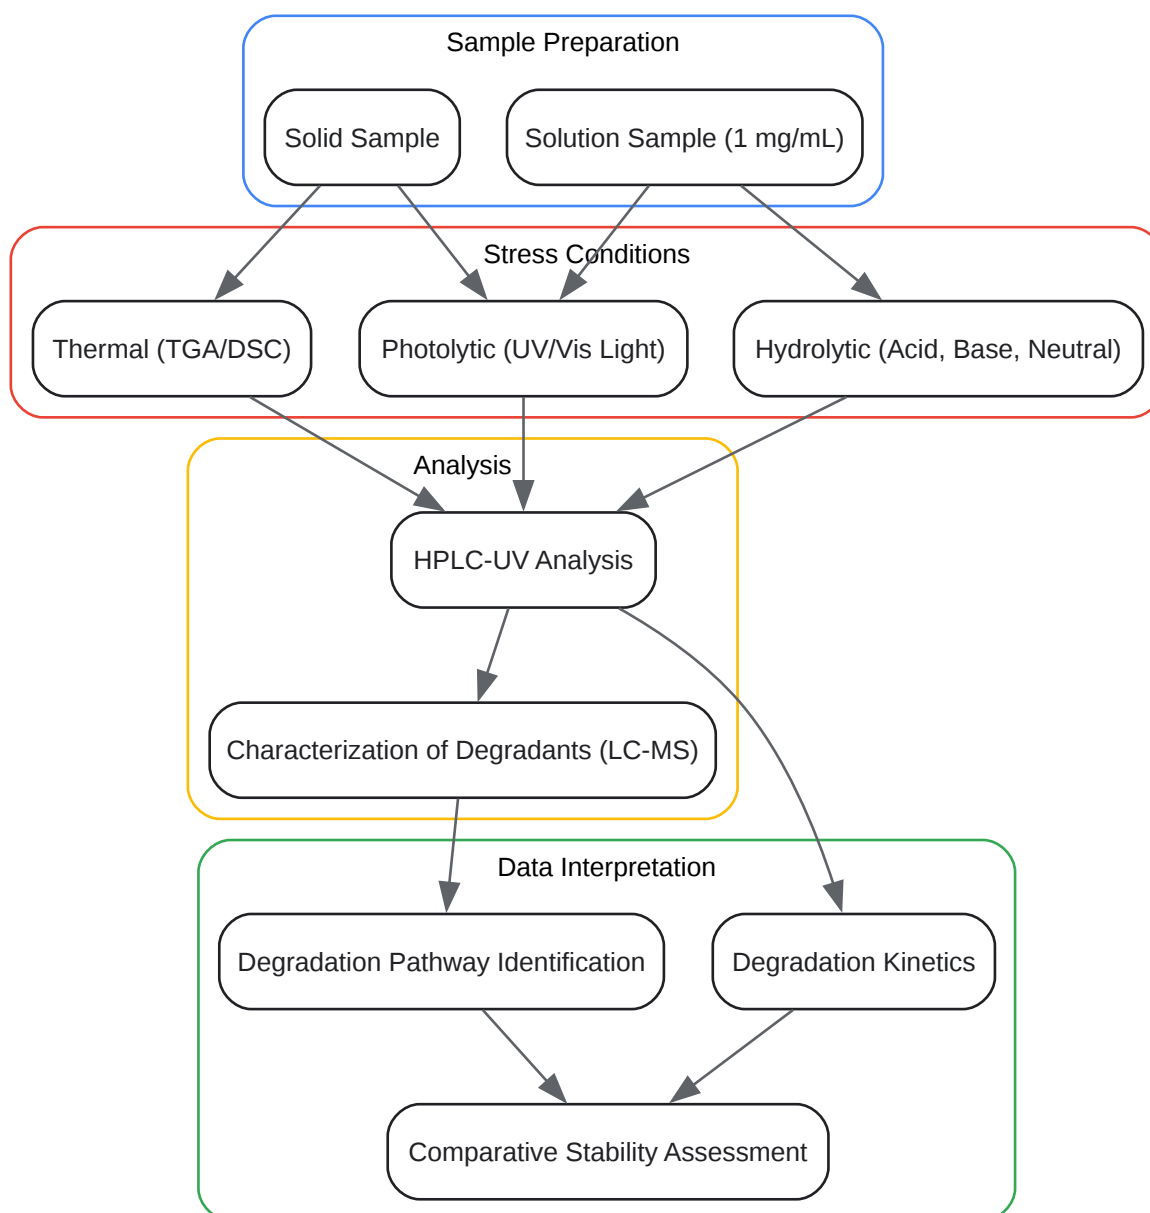 Sample Preparation
Solid Sample
Solution Sample (1 mg/mL)
Stress Conditions
Thermal (TGA/DSC)
Photolytic (UV/Vis Light)
Hydrolytic (Acid, Base, Neutral)
Analysis
HPLC-UV Analysis
Characterization of Degradants (LC-MS)
Data Interpretation
Degradation Pathway Identification
Degradation Kinetics
Comparative Stability Assessment